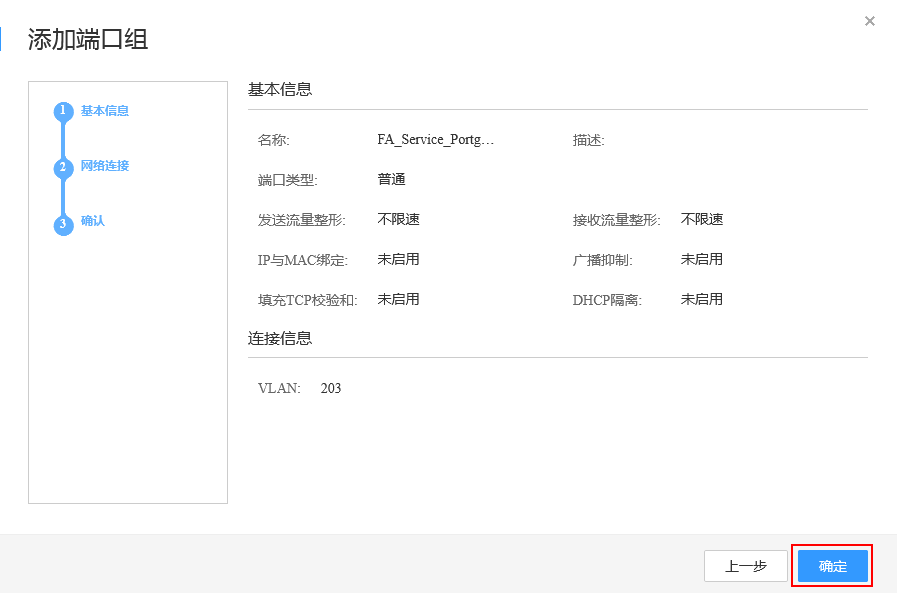 ×
添加端口组
1 基本信息
2 网络连接
3 确认
基本信息
名称: FA_Service_Portg... 描述:
端口类型: 普通
发送流量整形: 不限速 接收流量整形: 不限速
IP与MAC绑定: 未启用 广播抑制: 未启用
填充TCP校验和: 未启用 DHCP隔离: 未启用
连接信息
VLAN: 203
上一步 确定